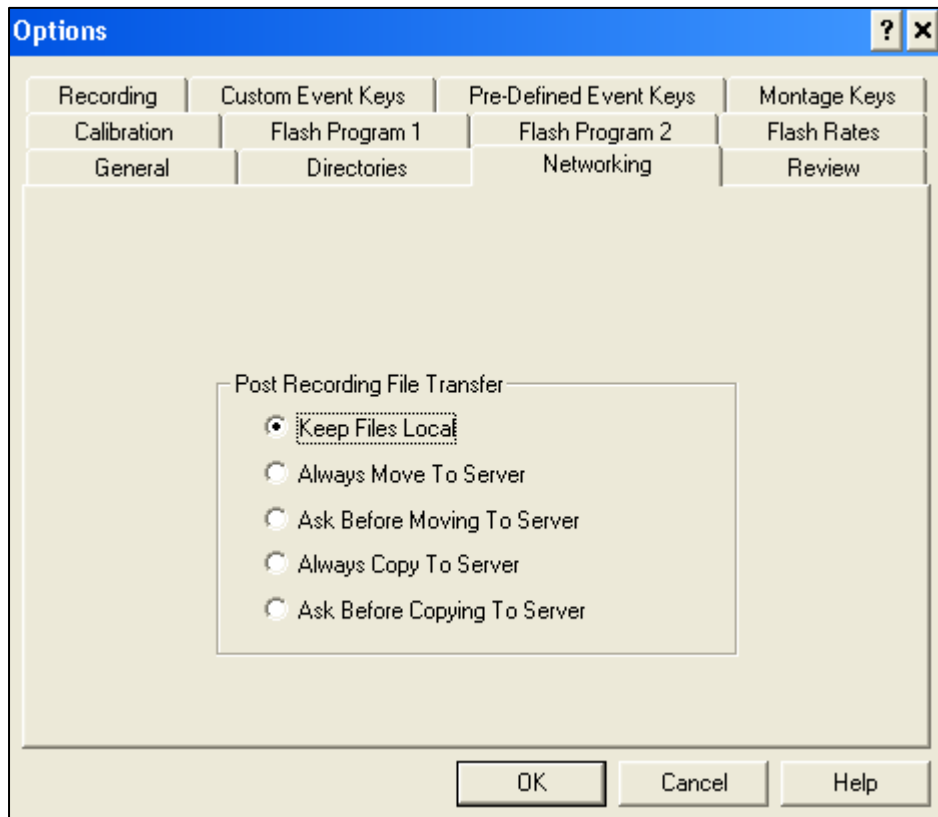 Options
Recording Custom Event Keys Pre-Defined Event Keys Montage Keys
Calibration Flash Program 1 Flash Program 2 Flash Rates
General Directories Networking Review
Post Recording File Transfer
Keep Files Local
Always Move To Server
Ask Before Moving To Server
Always Copy To Server
Ask Before Copying To Server
OK Cancel Help